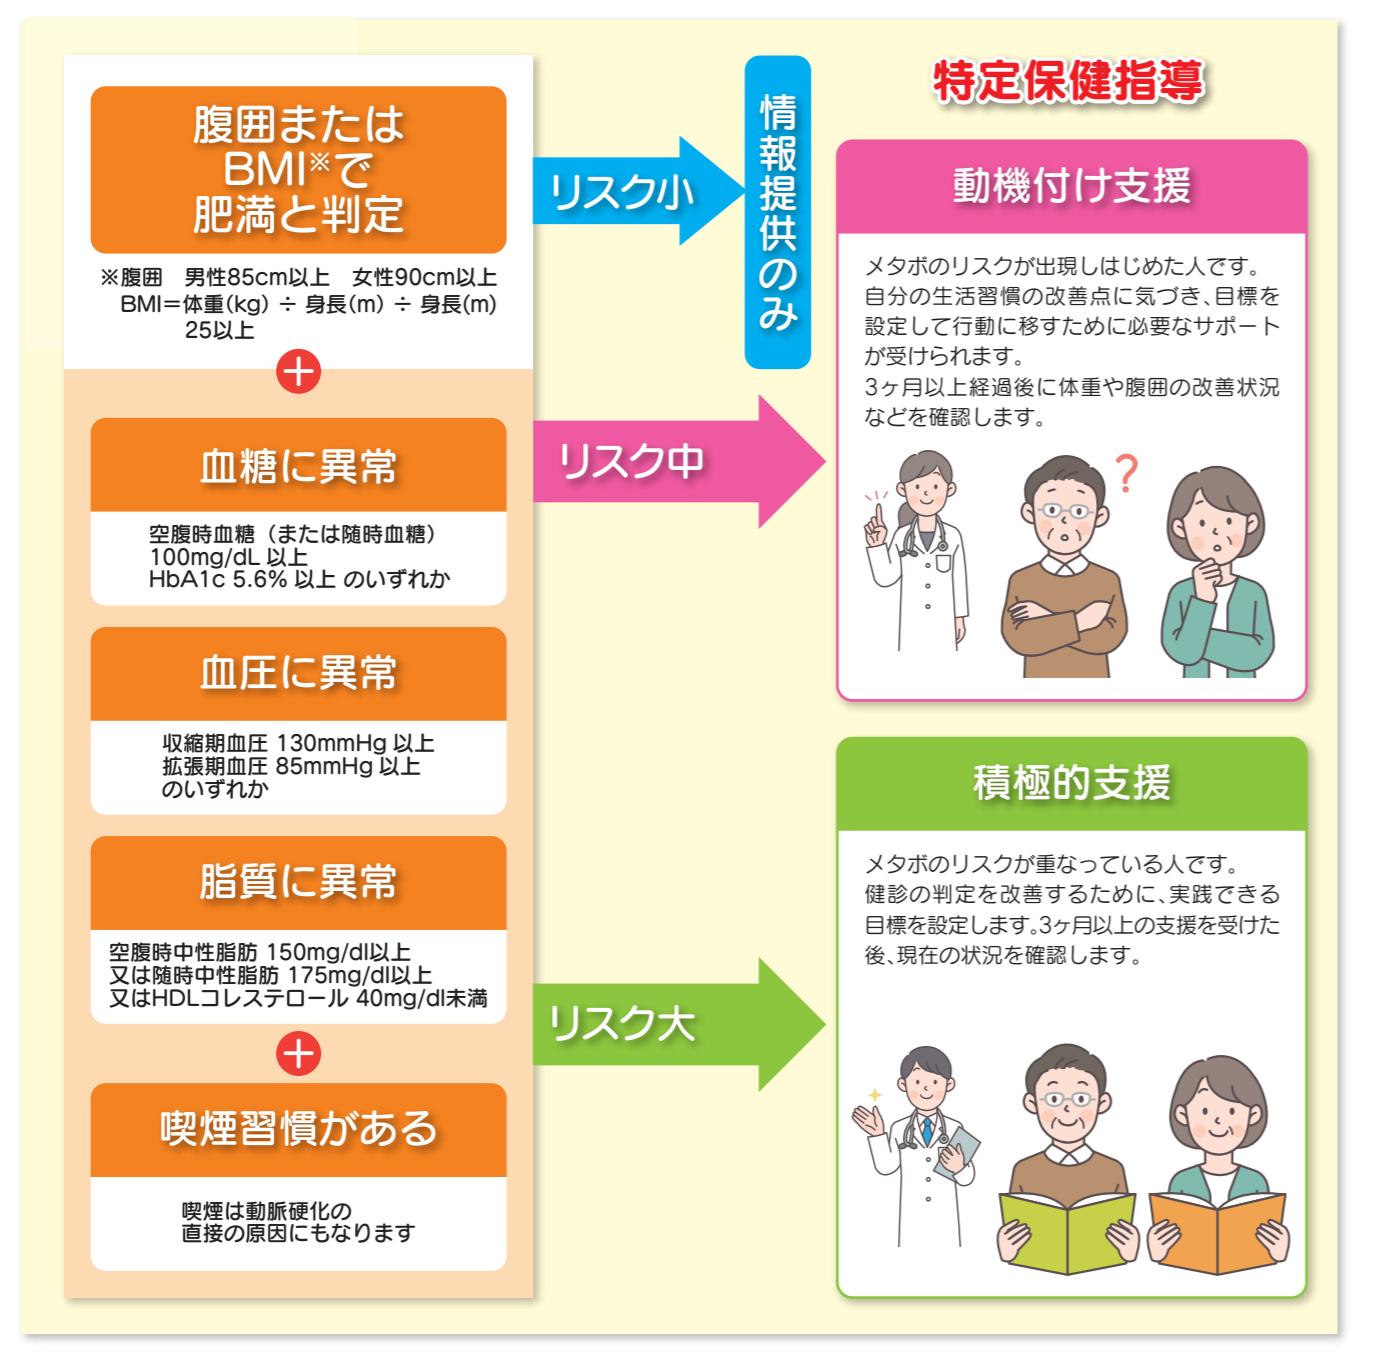 腹囲または
BMI※で
肥満と判定
※腹囲　男性85cm以上　女性90cm以上
BMI＝体重(kg) ÷ 身長(m) ÷ 身長(m)
25以上
＋
血糖に異常
空腹時血糖（または随時血糖）
100mg/dL 以上
HbA1c 5.6% 以上 のいずれか
血圧に異常
収縮期血圧 130mmHg 以上
拡張期血圧 85mmHg 以上
のいずれか
脂質に異常
空腹時中性脂肪 150mg/dl以上
又は随時中性脂肪 175mg/dl以上
又はHDLコレステロール 40mg/dl未満
＋
喫煙習慣がある
喫煙は動脈硬化の
直接の原因にもなります
リスク小
情報提供のみ
リスク中
リスク大
特定保健指導
動機付け支援
メタボのリスクが出現しはじめた人です。
自分の生活習慣の改善点に気づき、目標を
設定して行動に移すために必要なサポート
が受けられます。
3ヶ月以上経過後に体重や腹囲の改善状況
などを確認します。
?
積極的支援
メタボのリスクが重なっている人です。
健診の判定を改善するために、実践できる
目標を設定します。3ヶ月以上の支援を受けた
後、現在の状況を確認します。